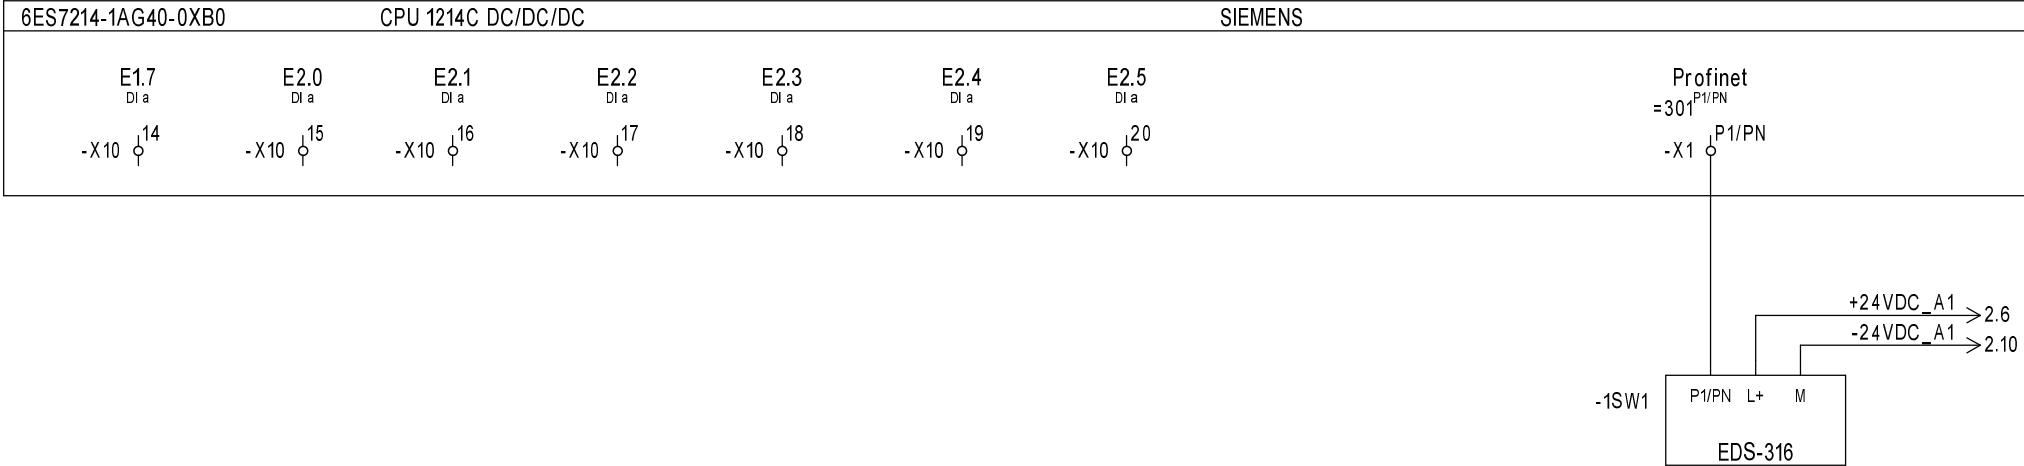 6ES7214-1AG40-0XB0 CPU 1214C DC/DC/DC SIEMENS
E1.7 E2.0 E2.1 E2.2 E2.3 E2.4 E2.5 Profinet
DI a DI a DI a DI a DI a DI a DI a =301 P1/PN
14 15 16 17 18 19 20 P1/PN
-X10 -X10 -X10 -X10 -X10 -X10 -X10 -X1
+24VDC_A1 2.6
-24VDC_A1 2.10
-1SW1 P1/PN L+ M
EDS-316